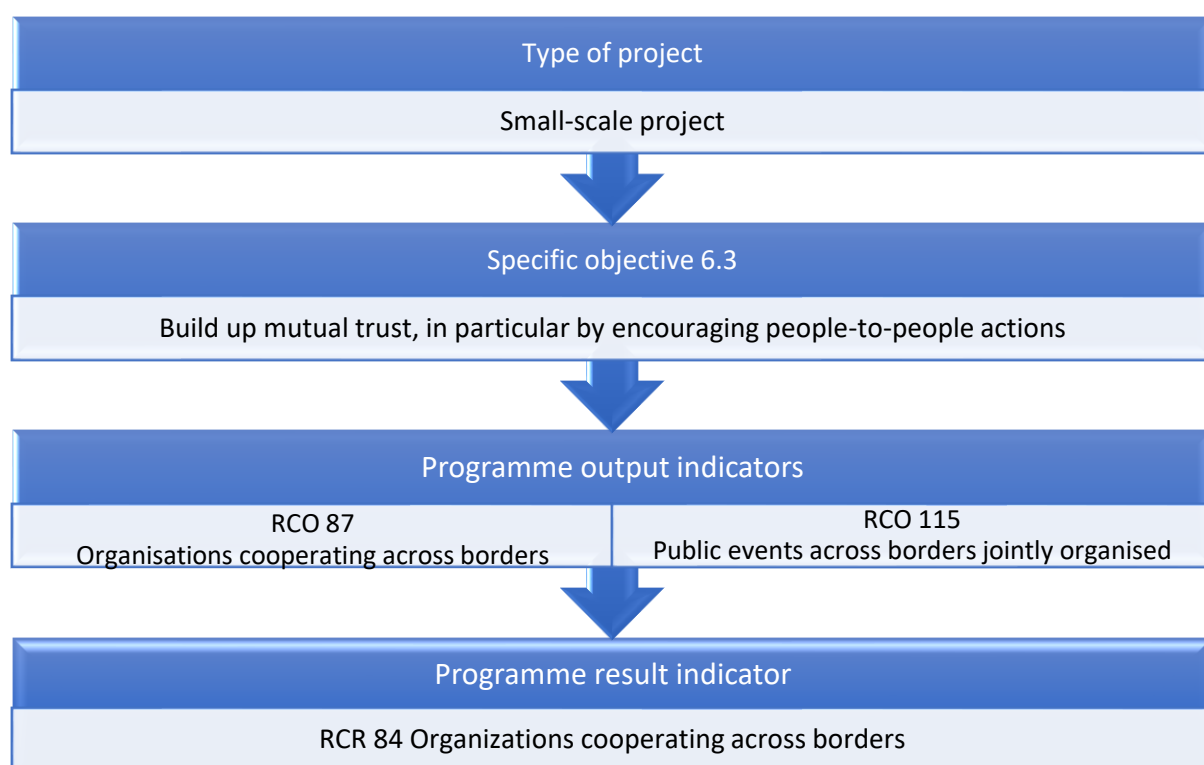 Type of project
Small-scale project
Specific objective 6.3
Build up mutual trust, in particular by encouraging people-to-people actions
Programme output indicators
RCO 87
Organisations cooperating across borders
RCO 115
Public events across borders jointly organised
Programme result indicator
RCR 84 Organizations cooperating across borders